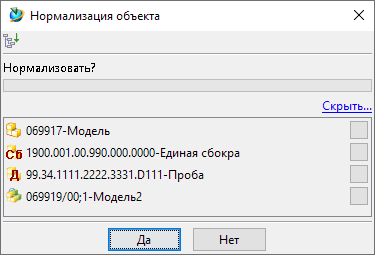 Нормализация объекта
Нормализовать?
Скрыть...
069917-Модель
Сб 1900.001.00.990.000.0000-Единая сбокра
Д 99.34.1111.2222.3331.D111-Проба
069919/00;1-Модель2
Да Нет